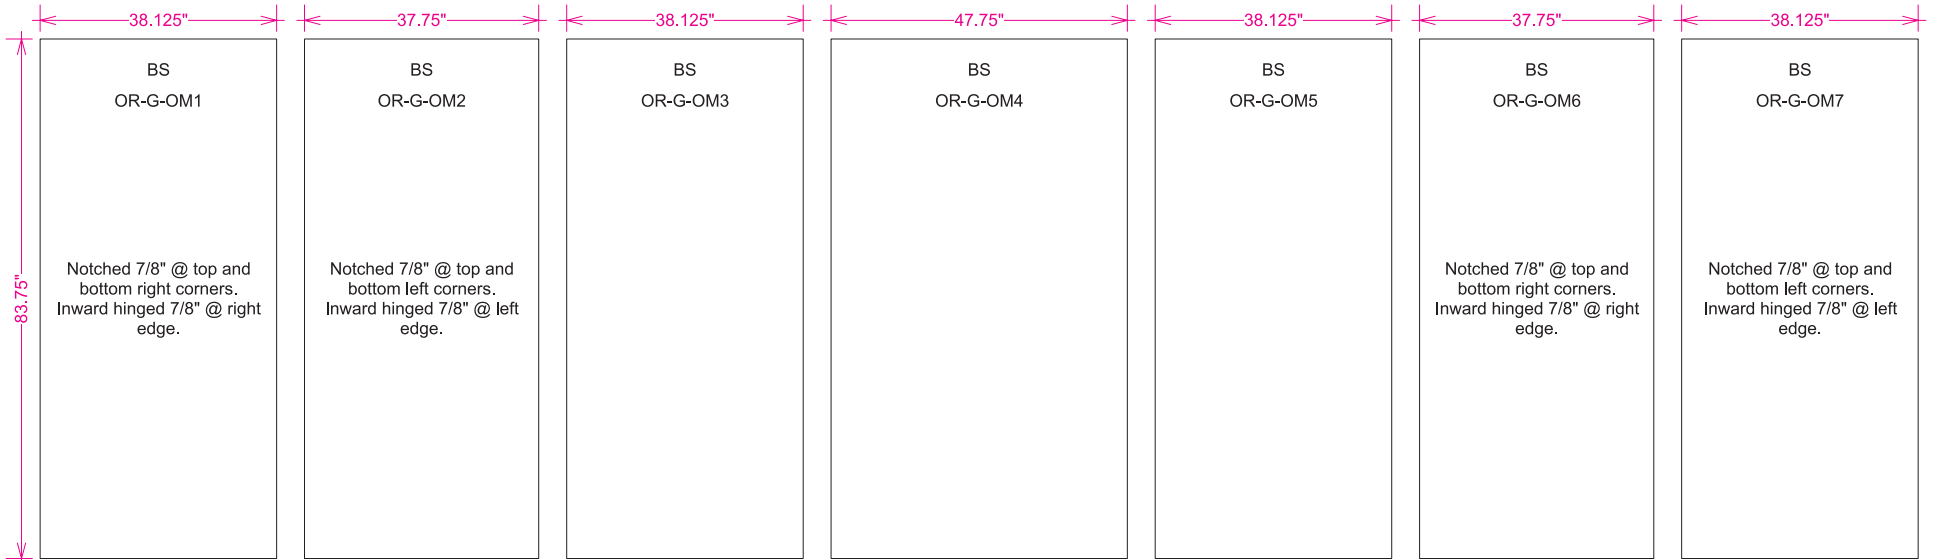 38.125"
37.75"
38.125"
47.75"
38.125"
37.75"
38.125"
83.75"
BS
OR-G-OM1
Notched 7/8" @ top and
bottom right corners.
Inward hinged 7/8" @ right
edge.
BS
OR-G-OM2
Notched 7/8" @ top and
bottom left corners.
Inward hinged 7/8" @ left
edge.
BS
OR-G-OM3
BS
OR-G-OM4
BS
OR-G-OM5
BS
OR-G-OM6
Notched 7/8" @ top and
bottom right corners.
Inward hinged 7/8" @ right
edge.
BS
OR-G-OM7
Notched 7/8" @ top and
bottom left corners.
Inward hinged 7/8" @ left
edge.